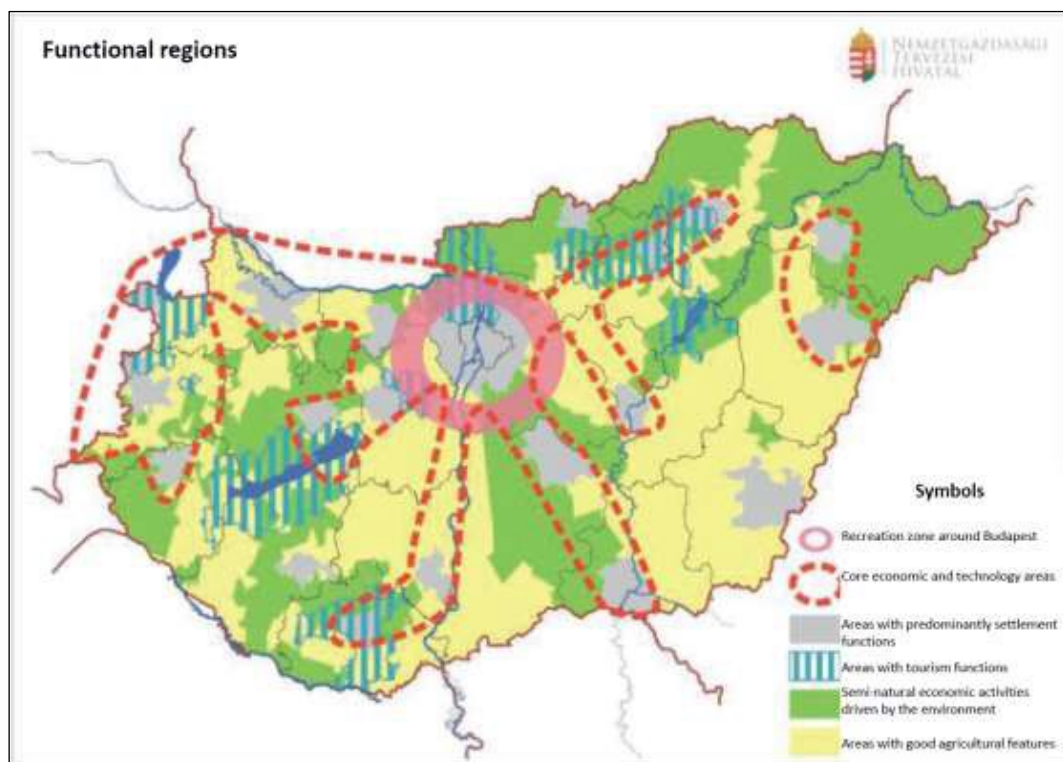 Functional regions
NEMZETGAZDASÁGI
TERVEZÉSI
HIVATAL
Symbols
Recreation zone around Budapest
Core economic and technology areas
Areas with predominantly settlement
functions
Areas with tourism functions
Semi-natural economic activities
driven by the environment
Areas with good agricultural features